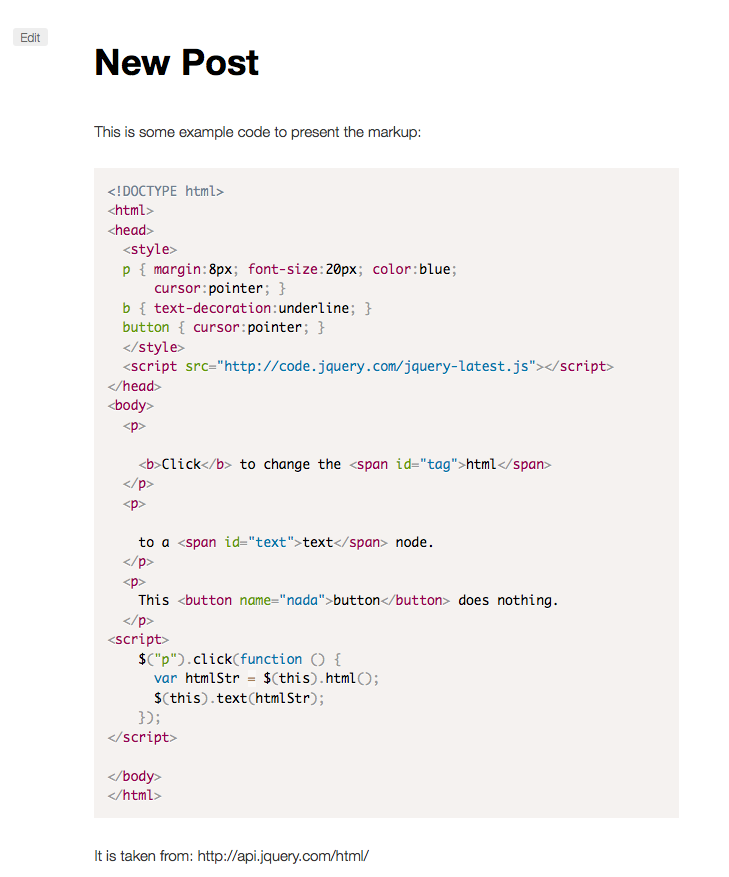 Edit
New Post
This is some example code to present the markup:
<!DOCTYPE html>
<html>
<head>
  <style>
  p { margin:8px; font-size:20px; color:blue;
      cursor:pointer; }
  b { text-decoration:underline; }
  button { cursor:pointer; }
  </style>
  <script src="http://code.jquery.com/jquery-latest.js"></script>
</head>
<body>
  <p>
    <b>Click</b> to change the <span id="tag">html</span>
  </p>
  <p>
    to a <span id="text">text</span> node.
  </p>
  <p>
    This <button name="nada">button</button> does nothing.
  </p>
<script>
    $("p").click(function () {
      var htmlStr = $(this).html();
      $(this).text(htmlStr);
    });
</script>
</body>
</html>
It is taken from: http://api.jquery.com/html/